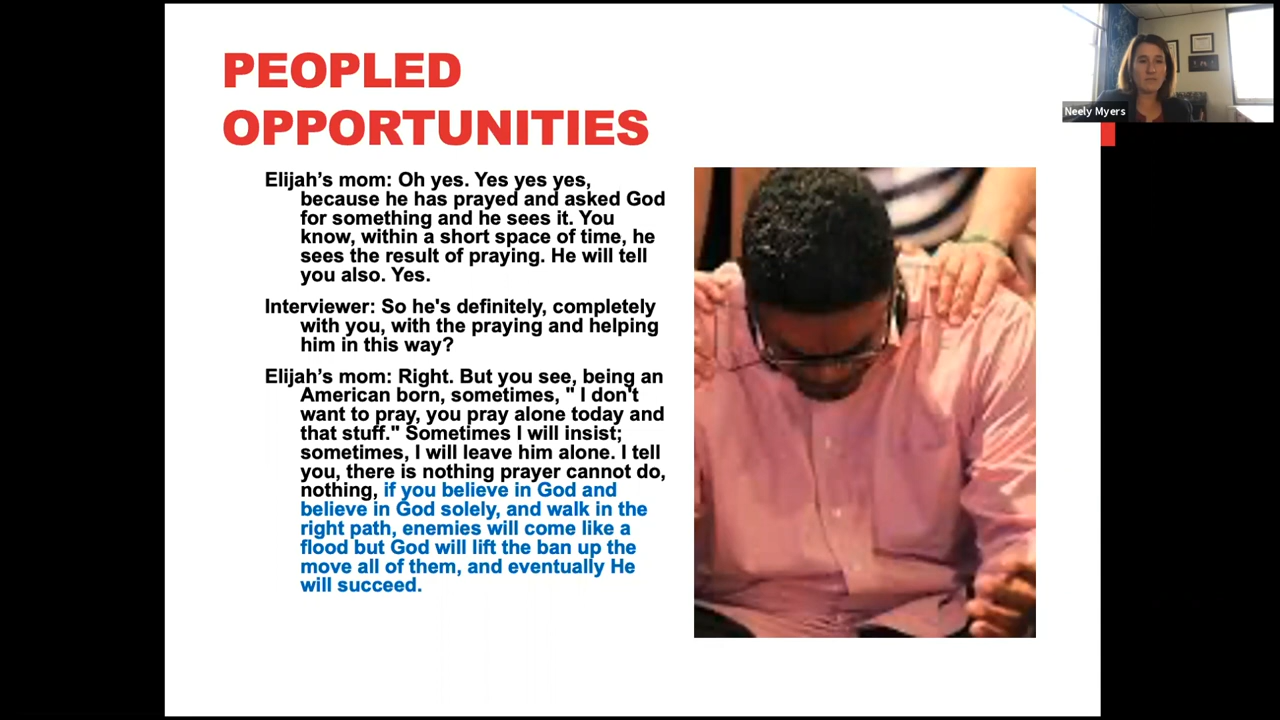 PEOPLED
OPPORTUNITIES
Elijah's mom: Oh yes. Yes yes yes,
because he has prayed and asked God
for something and he sees it. You
know, within a short space of time, he
sees the result of praying. He will tell
you also. Yes.
Interviewer: So he's definitely, completely
with you, with the praying and helping
him in this way?
Elijah's mom: Right. But you see, being an
American born, sometimes, " I don't
want to pray, you pray alone today and
that stuff." Sometimes I will insist;
sometimes, I will leave him alone. I tell
you, there is nothing prayer cannot do,
nothing, if you believe in God and
believe in God solely, and walk in the
right path, enemies will come like a
flood but God will lift the ban up the
move all of them, and eventually He
will succeed.
Neely Myers